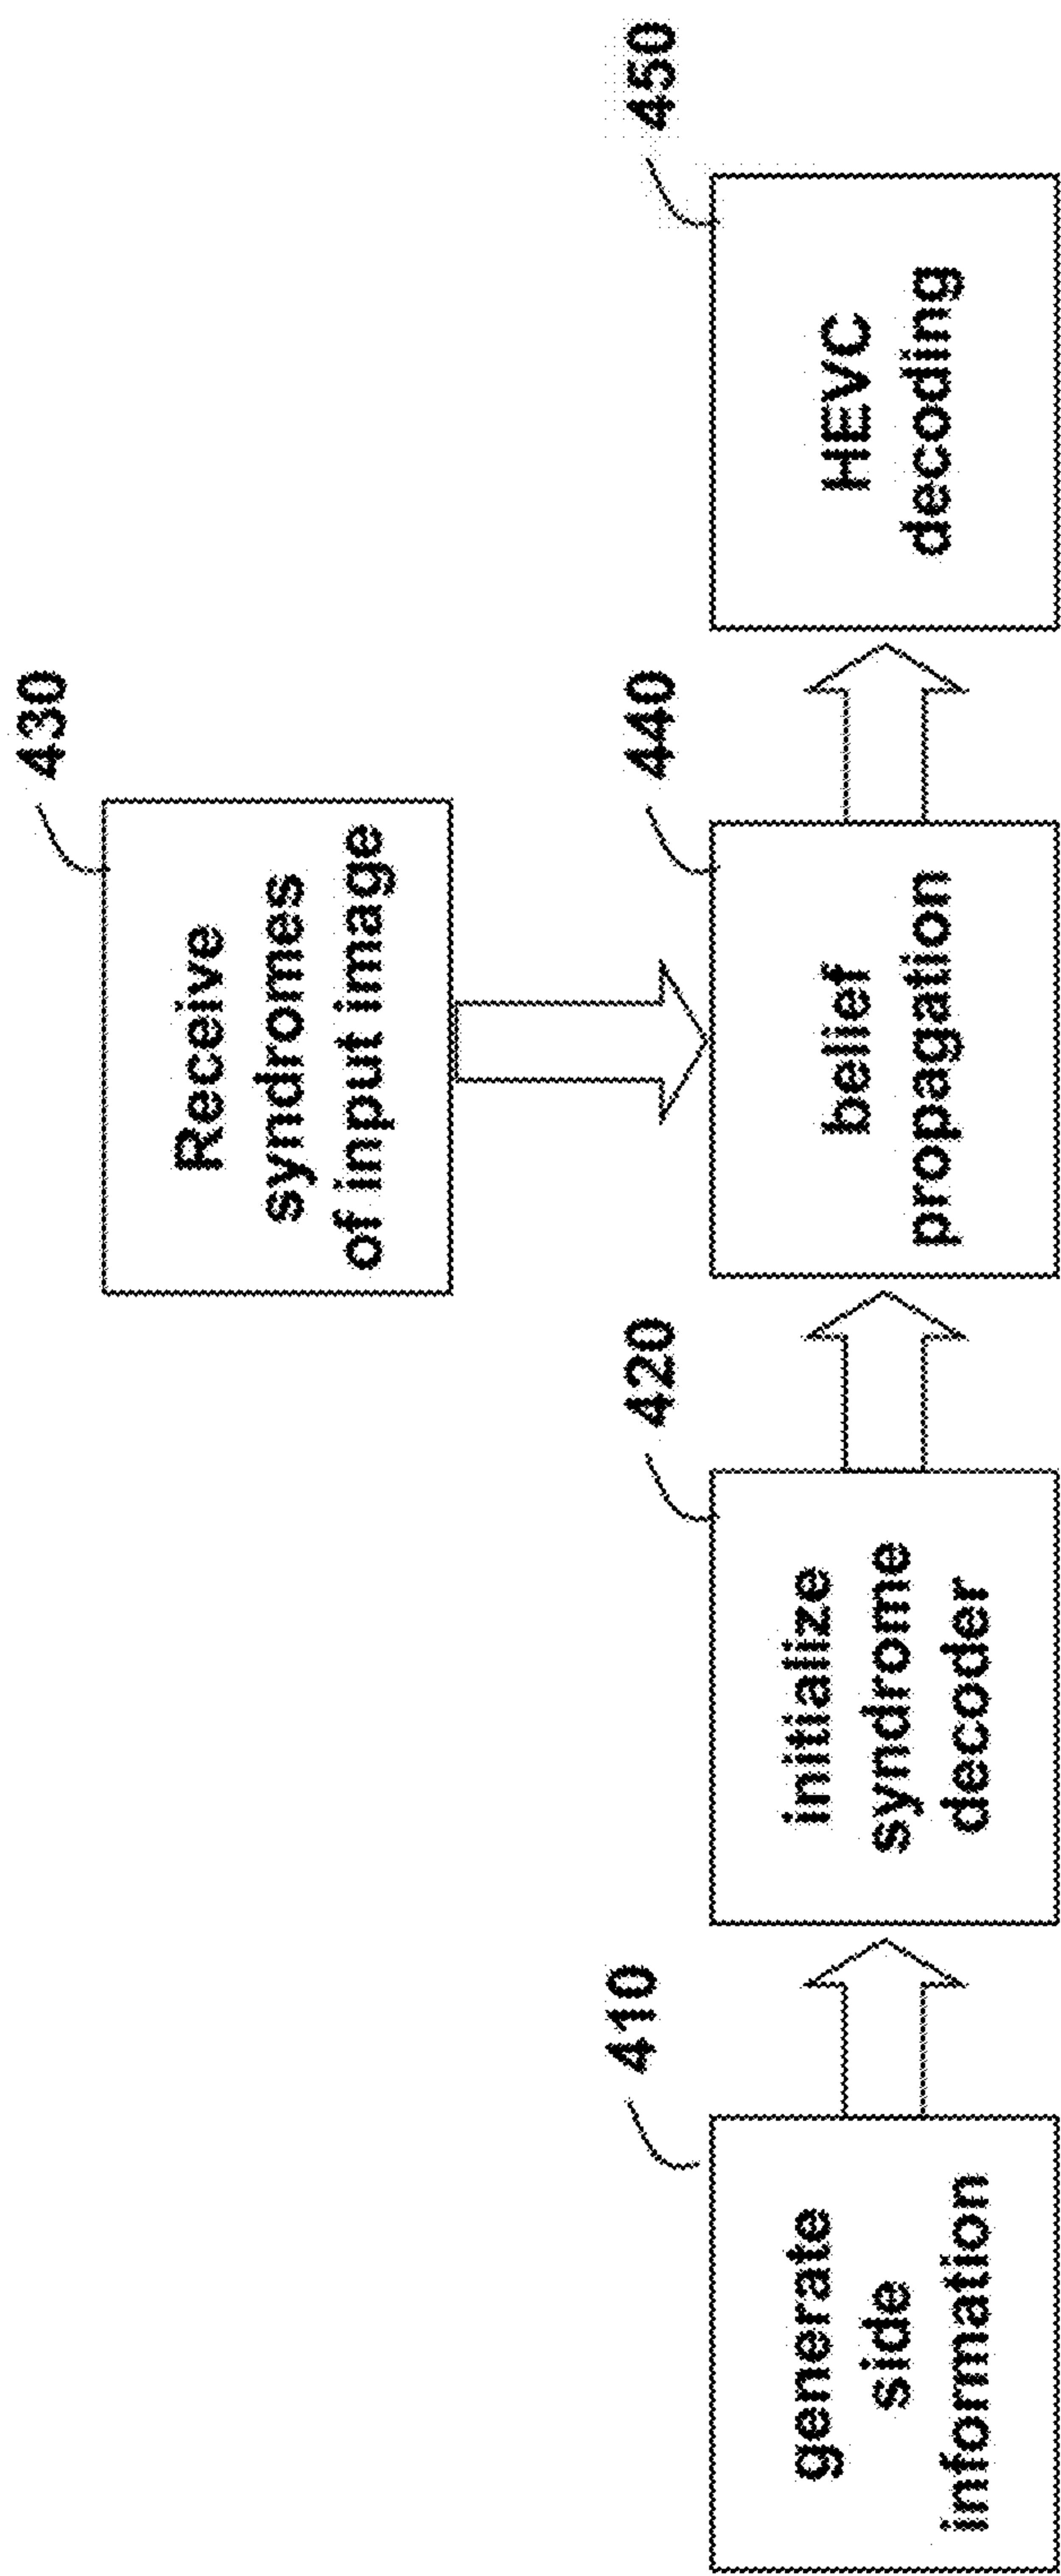 430
Receive
syndromes
of input image
410
generate
side
information
420
initialize
syndrome
decoder
440
belief
propagation
450
HEVC
decoding